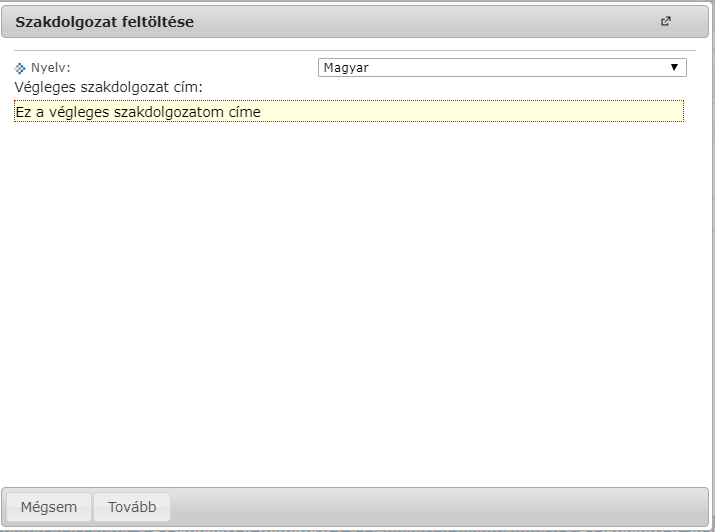 Szakdolgozat feltöltése
Nyelv: Magyar
Végleges szakdolgozat cím:
Ez a végleges szakdolgozatom címe
Mégsem Tovább